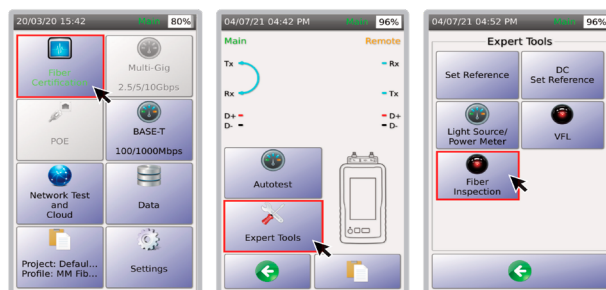 20/03/20 15:42 Main 80%
Fiber
Certification
Multi-Gig
2.5/5/10Gbps
POE
BASE-T
100/1000Mbps
Network Test
and
Cloud
Data
Project: Defaul...
Profile: MM Fib...
Settings
04/07/21 04:42 PM Main 96%
Main Remote
Tx Rx
Rx Tx
D+ D+
D- D-
Autotest
Expert Tools
04/07/21 04:52 PM Main 96%
Expert Tools
Set Reference
DC
Set Reference
Light Source/
Power Meter
VFL
Fiber
Inspection